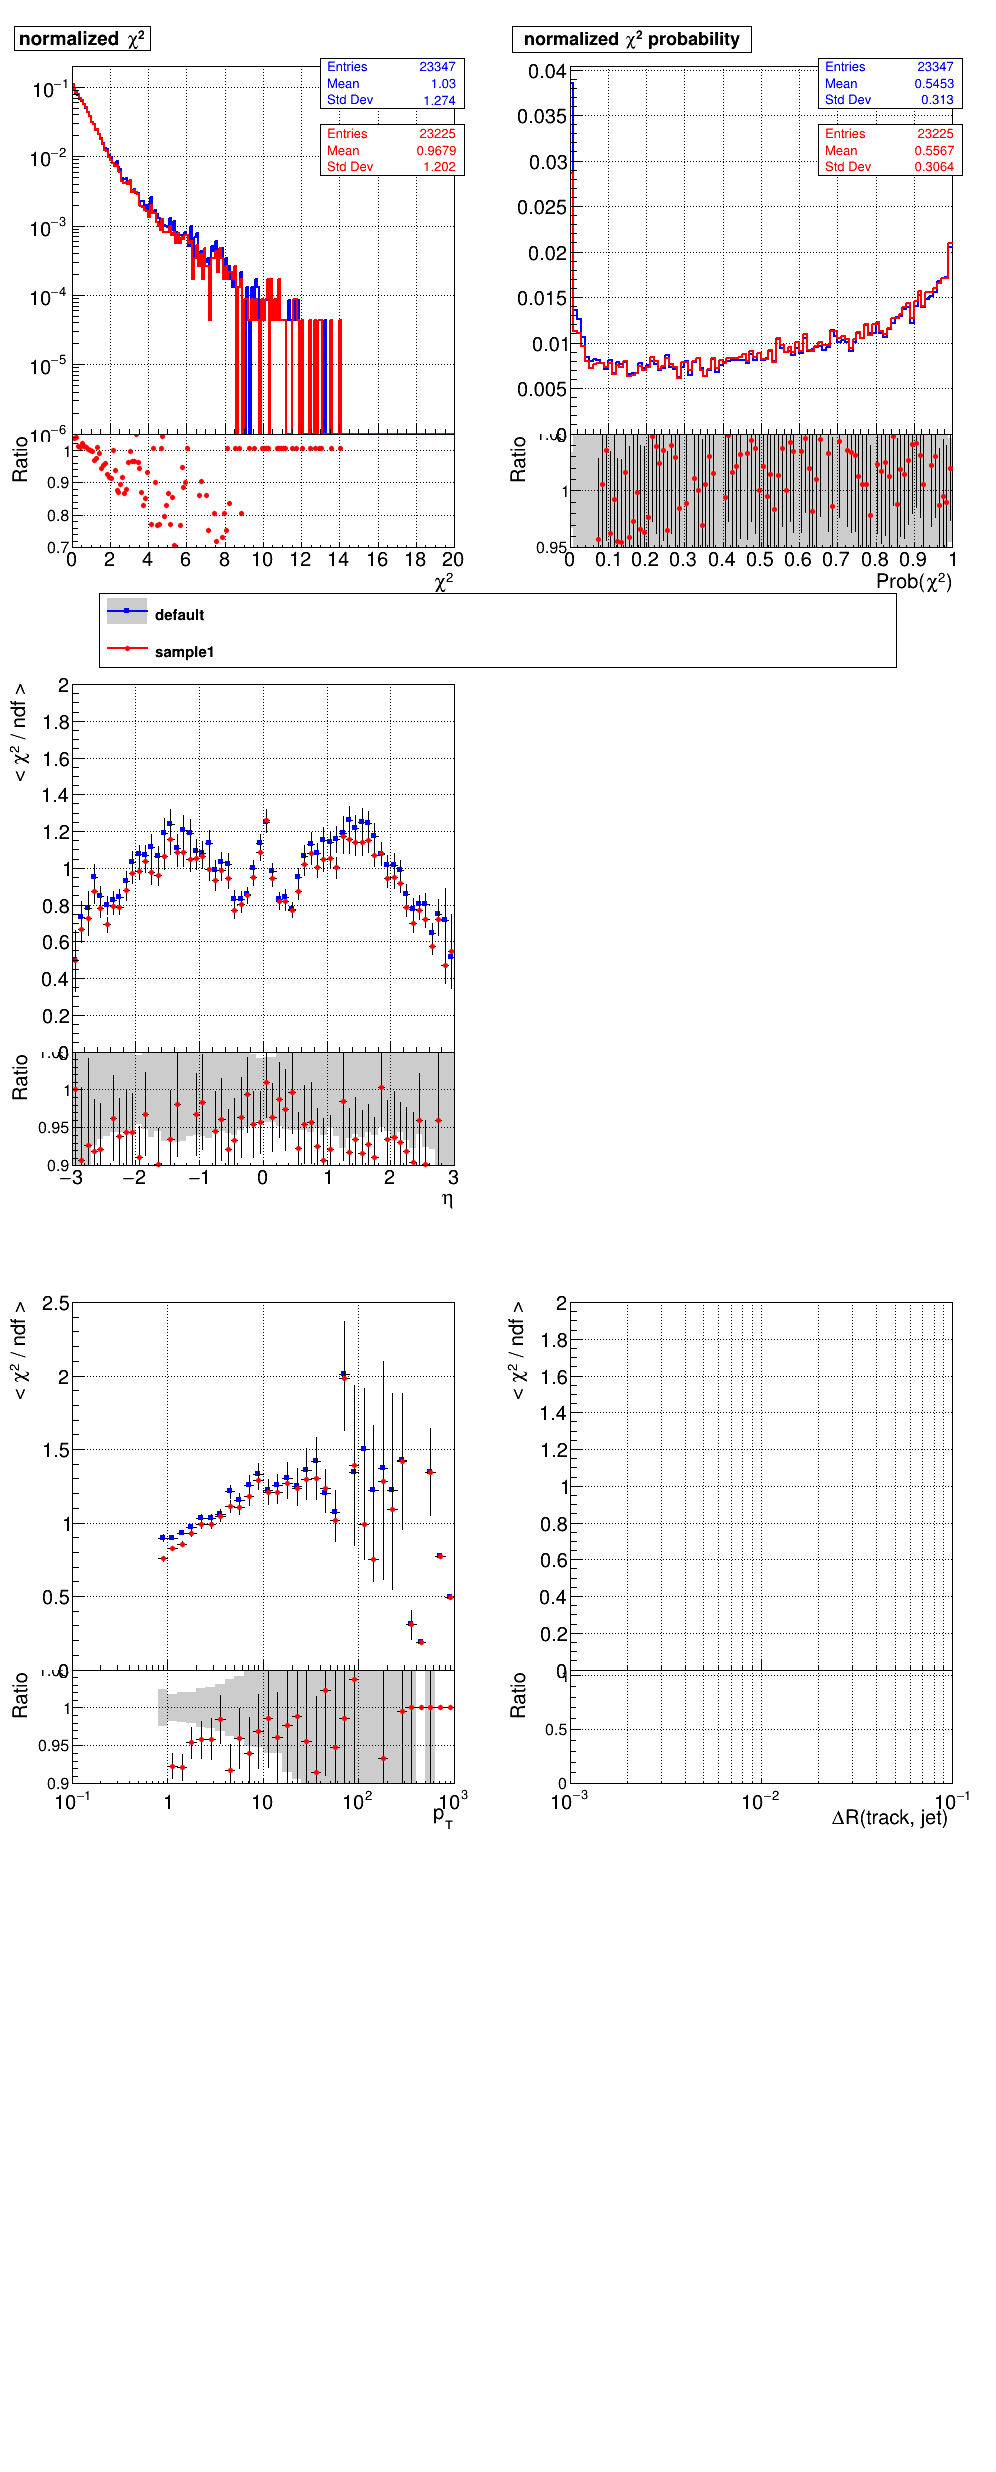 normalized χ²
Entries 23347
Mean 1.03
Std Dev 1.274
Entries 23225
Mean 0.9679
Std Dev 1.202
10⁻¹
10⁻²
10⁻³
10⁻⁴
10⁻⁵
10⁻⁶
Ratio
1
0.9
0.8
0.7
0 2 4 6 8 10 12 14 16 18 20
χ²
normalized χ² probability
Entries 23347
Mean 0.5453
Std Dev 0.313
Entries 23225
Mean 0.5567
Std Dev 0.3064
0.04
0.035
0.03
0.025
0.02
0.015
0.01
0.005
0
Ratio
1
0.95
0 0.1 0.2 0.3 0.4 0.5 0.6 0.7 0.8 0.9 1
Prob(χ²)
default
sample1
< χ² / ndf >
2
1.8
1.6
1.4
1.2
1
0.8
0.6
0.4
0.2
0
Ratio
1
0.95
0.9
−3 −2 −1 0 1 2 3
η
< χ² / ndf >
2.5
2
1.5
1
0.5
0
Ratio
1
0.95
0.9
10⁻¹ 1 10 10² 10³
p_T
< χ² / ndf >
2
1.8
1.6
1.4
1.2
1
0.8
0.6
0.4
0.2
0
Ratio
1
0.5
0
10⁻³ 10⁻² 10⁻¹
ΔR(track, jet)